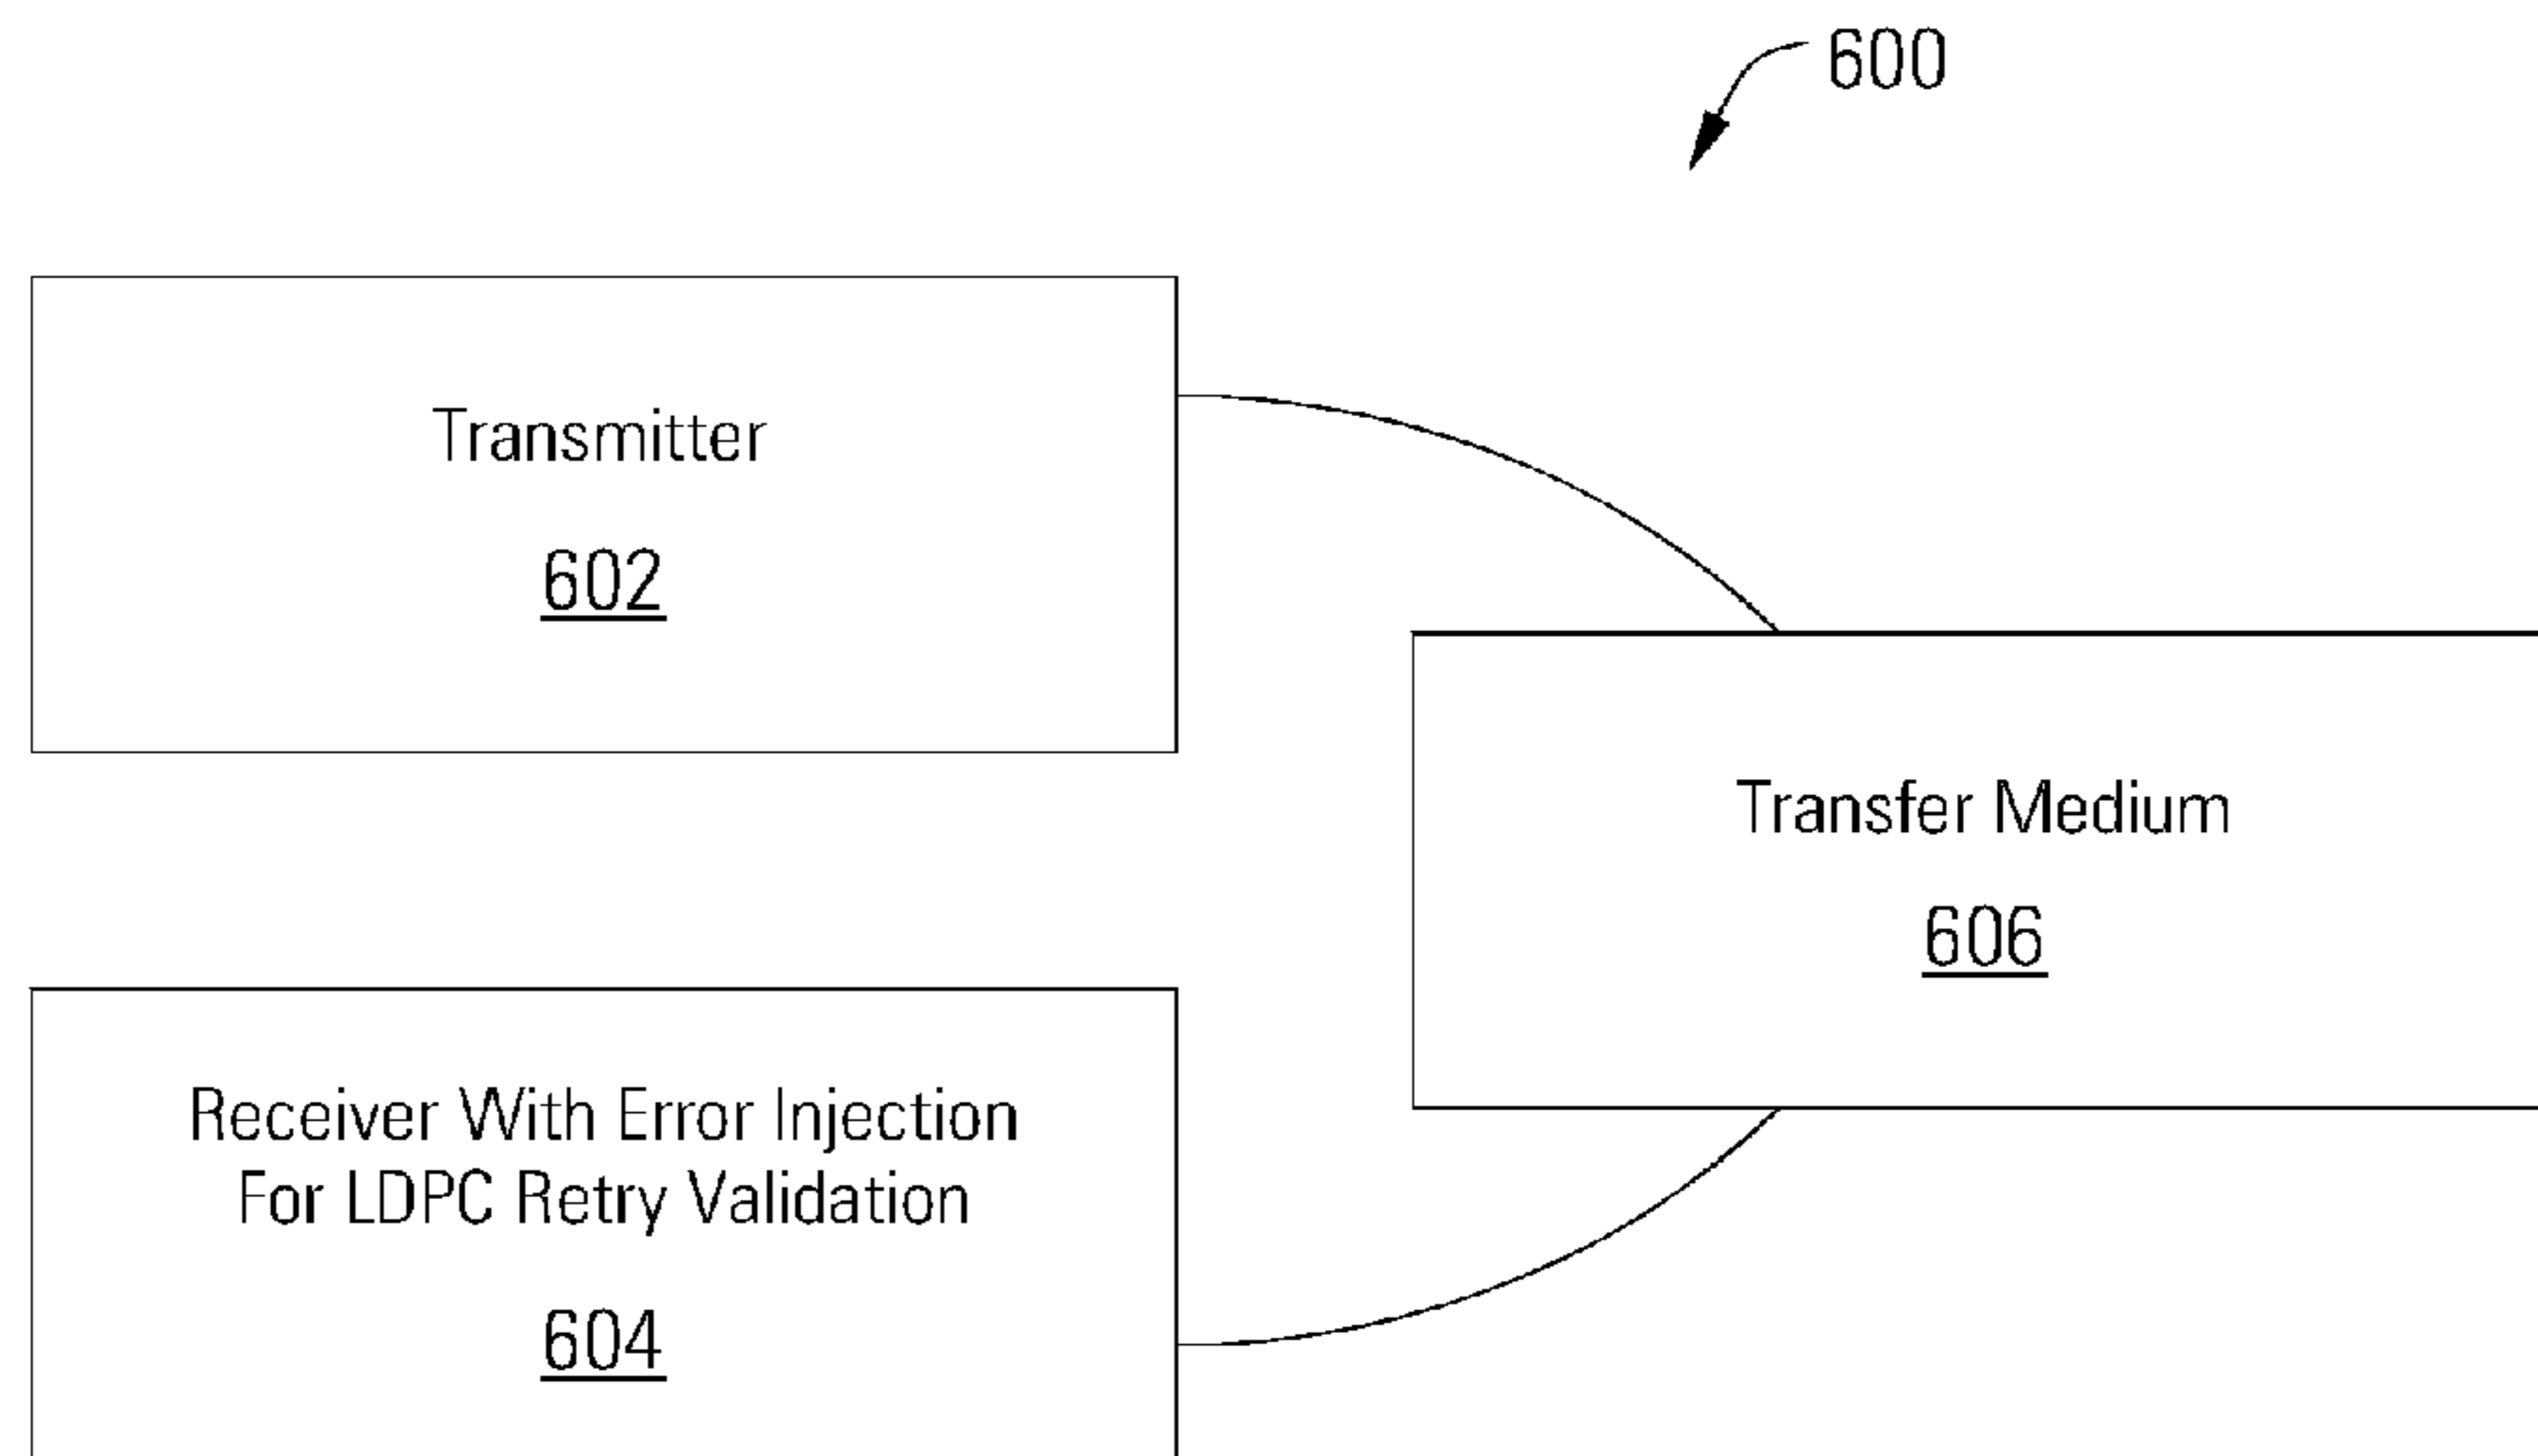 600
Transmitter
602
Transfer Medium
606
Receiver With Error Injection
For LDPC Retry Validation
604